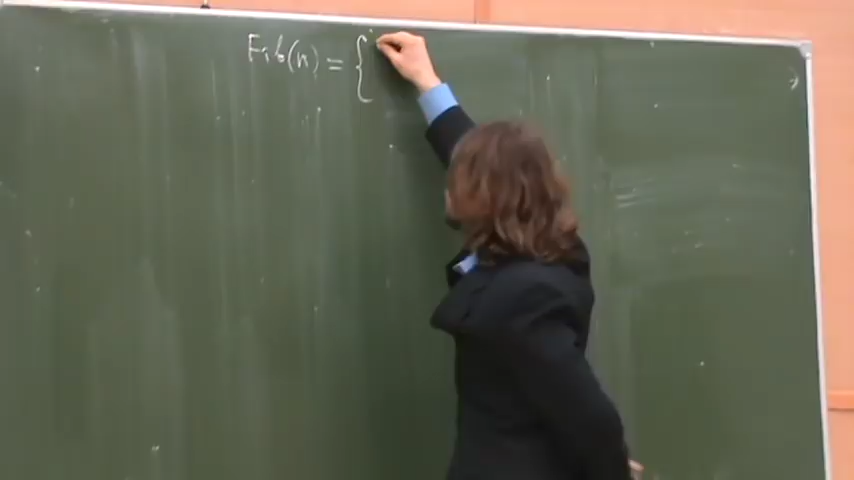 Fib(n) = {